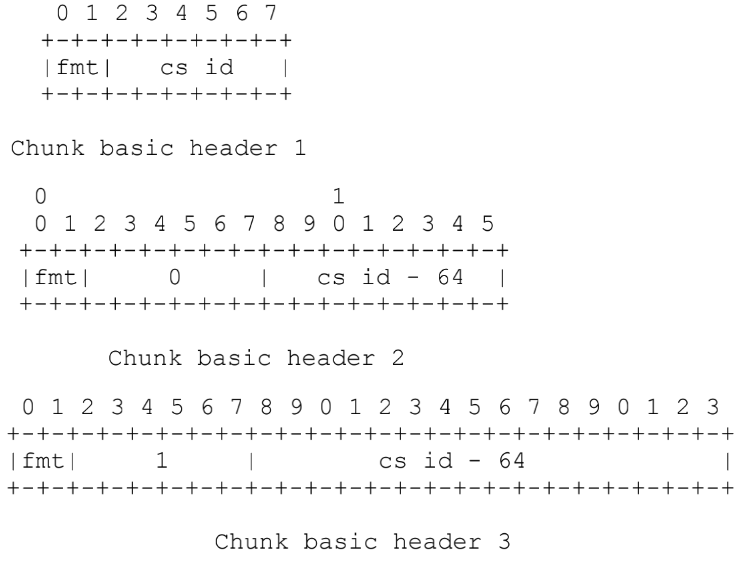 0 1 2 3 4 5 6 7
+-+-+-+-+-+-+-+-+
|fmt|   cs id   |
+-+-+-+-+-+-+-+-+
Chunk basic header 1
0                   1
0 1 2 3 4 5 6 7 8 9 0 1 2 3 4 5
+-+-+-+-+-+-+-+-+-+-+-+-+-+-+-+-+
|fmt|     0     |   cs id - 64  |
+-+-+-+-+-+-+-+-+-+-+-+-+-+-+-+-+
Chunk basic header 2
0 1 2 3 4 5 6 7 8 9 0 1 2 3 4 5 6 7 8 9 0 1 2 3
+-+-+-+-+-+-+-+-+-+-+-+-+-+-+-+-+-+-+-+-+-+-+-+-+
|fmt|     1     |        cs id - 64             |
+-+-+-+-+-+-+-+-+-+-+-+-+-+-+-+-+-+-+-+-+-+-+-+-+
Chunk basic header 3